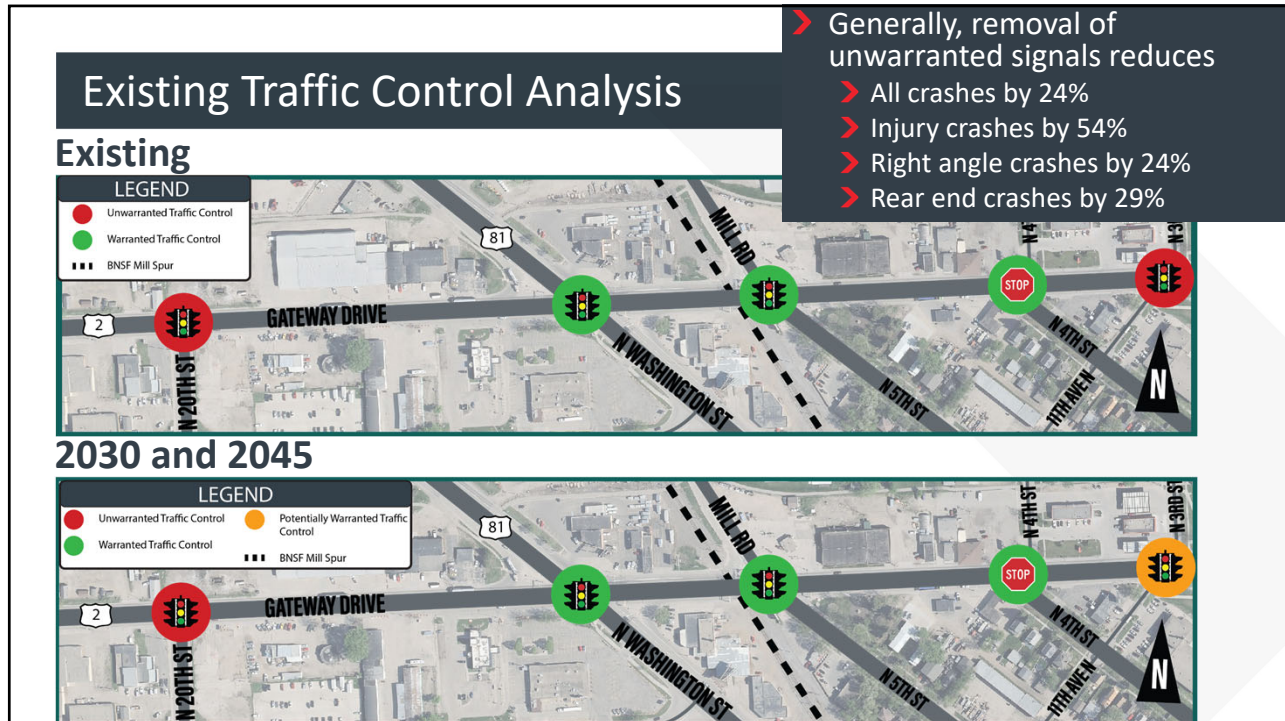 Existing Traffic Control Analysis
Generally, removal of
unwarranted signals reduces
All crashes by 24%
Injury crashes by 54%
Right angle crashes by 24%
Rear end crashes by 29%
Existing
LEGEND
Unwarranted Traffic Control
Warranted Traffic Control
BNSF Mill Spur
81
MILL RD
N 4
N 3R
STOP
2
GATEWAY DRIVE
N 20TH ST
N WASHINGTON ST
N 5TH ST
N 4TH ST
11TH AVE N
N
2030 and 2045
LEGEND
Unwarranted Traffic Control
Potentially Warranted Traffic
Control
Warranted Traffic Control
BNSF Mill Spur
81
MILL RD
N 4TH ST
N 3RD ST
STOP
2
GATEWAY DRIVE
N 20TH ST
N WASHINGTON ST
N 5TH ST
N 4TH ST
11TH AVE N
N